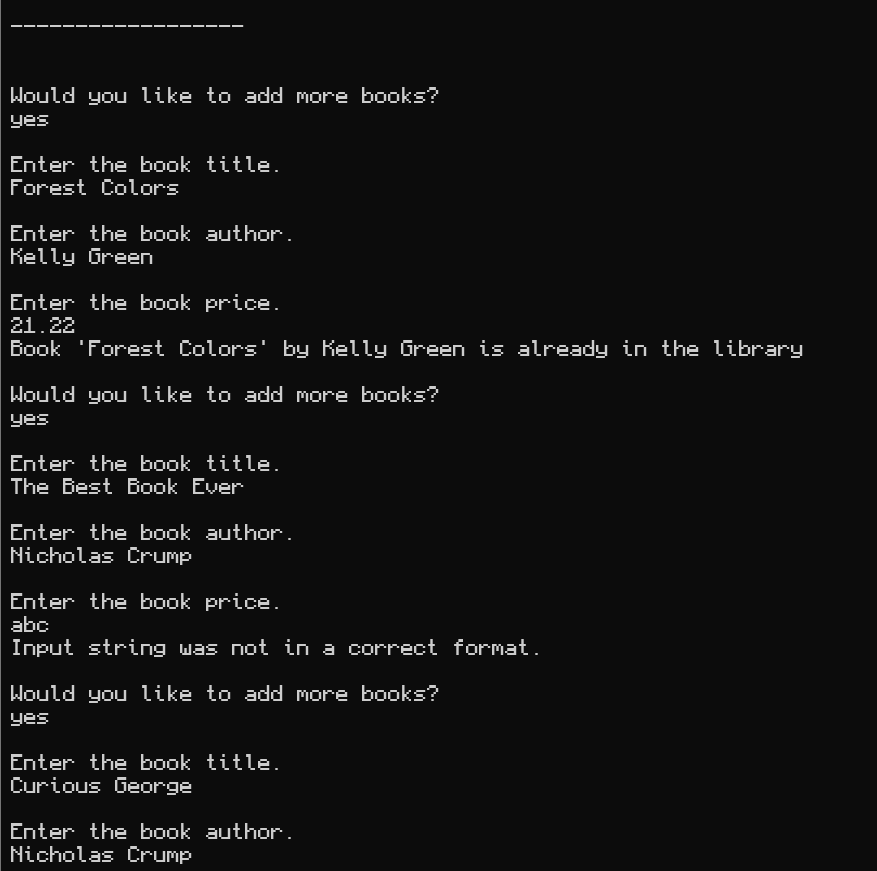 ------------------
Would you like to add more books?
yes
Enter the book title.
Forest Colors
Enter the book author.
Kelly Green
Enter the book price.
21.22
Book 'Forest Colors' by Kelly Green is already in the library
Would you like to add more books?
yes
Enter the book title.
The Best Book Ever
Enter the book author.
Nicholas Crump
Enter the book price.
abc
Input string was not in a correct format.
Would you like to add more books?
yes
Enter the book title.
Curious George
Enter the book author.
Nicholas Crump